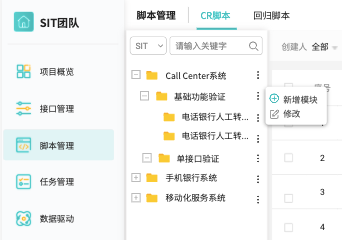 SIT团队
项目概览
接口管理
脚本管理
任务管理
数据驱动
脚本管理 CR脚本 回归脚本
SIT 请输入关键字
Call Center系统
基础功能验证
电话银行人工转...
电话银行人工转...
单接口验证
手机银行系统
移动化服务系统
创建人 全部
新增模块
修改
2
3
4